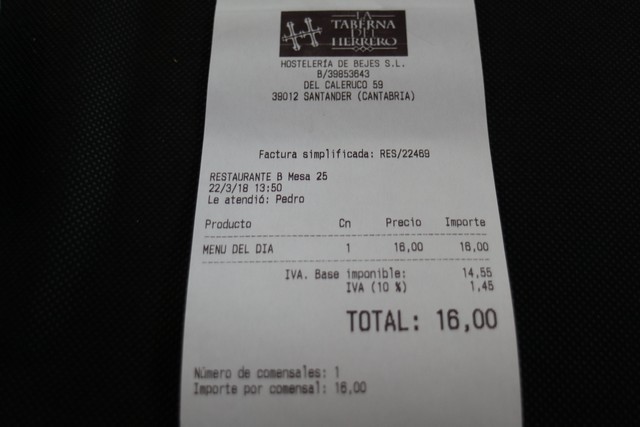 LA
TABERNA
DEL
HERRERO
HOSTELERÍA DE BEJES S.L.
B/39853643
DEL CALERUCO 59
39012 SANTANDER (CANTABRIA)
Factura simplificada: RES/22469
RESTAURANTE B Mesa 25
22/3/18 13:50
Le atendió: Pedro
Producto Cn Precio Importe
MENU DEL DIA 1 16,00 16,00
IVA. Base imponible: 14,55
IVA (10 %) 1,45
TOTAL: 16,00
Número de comensales: 1
Importe por comensal: 16,00